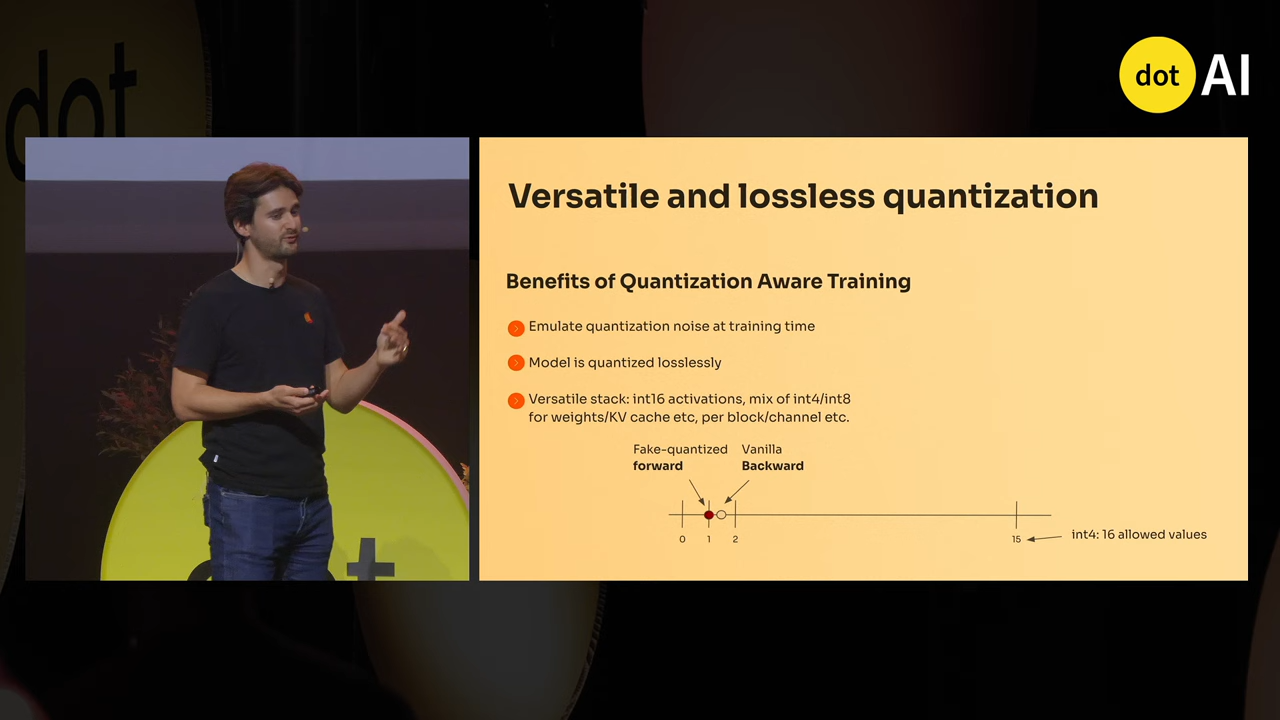 dot
dot AI
Versatile and lossless quantization
Benefits of Quantization Aware Training
Emulate quantization noise at training time
Model is quantized losslessly
Versatile stack: int16 activations, mix of int4/int8
for weights/KV cache etc, per block/channel etc.
Fake-quantized
forward
Vanilla
Backward
0 1 2 15
int4: 16 allowed values